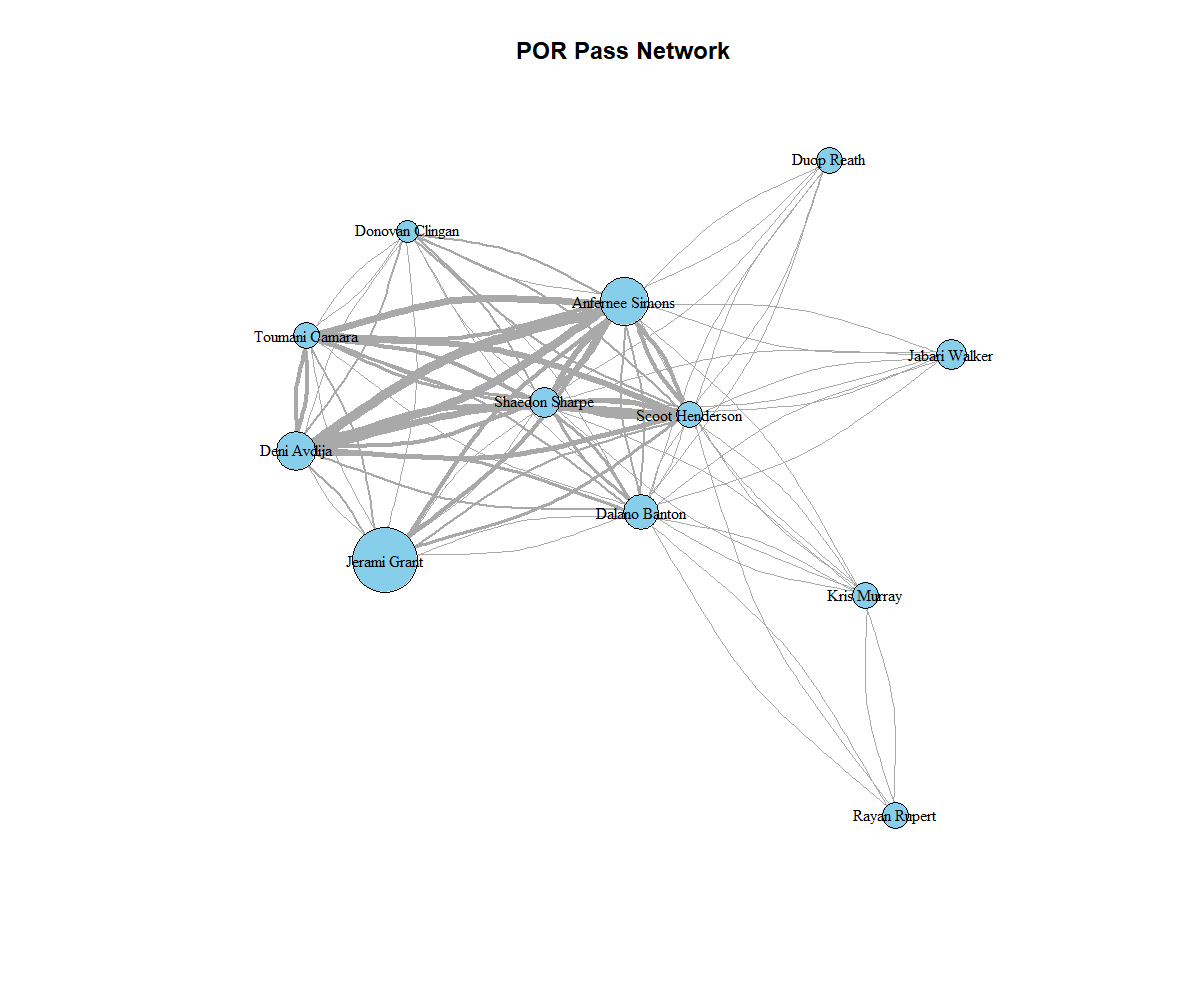 POR Pass Network
Duop Reath
Donovan Clingan
Anfernee Simons
Toumani Camara
Jabari Walker
Shaedon Sharpe
Scoot Henderson
Deni Avdija
Dalano Banton
Jerami Grant
Kris Murray
Rayan Rupert